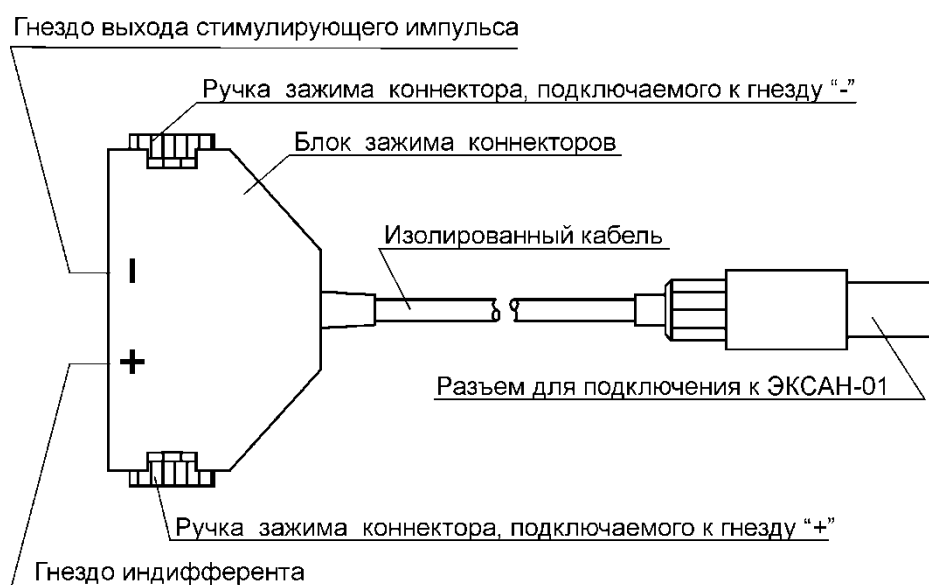 Гнездо выхода стимулирующего импульса
Ручка зажима коннектора, подключаемого к гнезду “-”
Блок зажима коннекторов
Изолированный кабель
-
+
Разъем для подключения к ЭКСАН-01
Ручка зажима коннектора, подключаемого к гнезду “+”
Гнездо индифферента